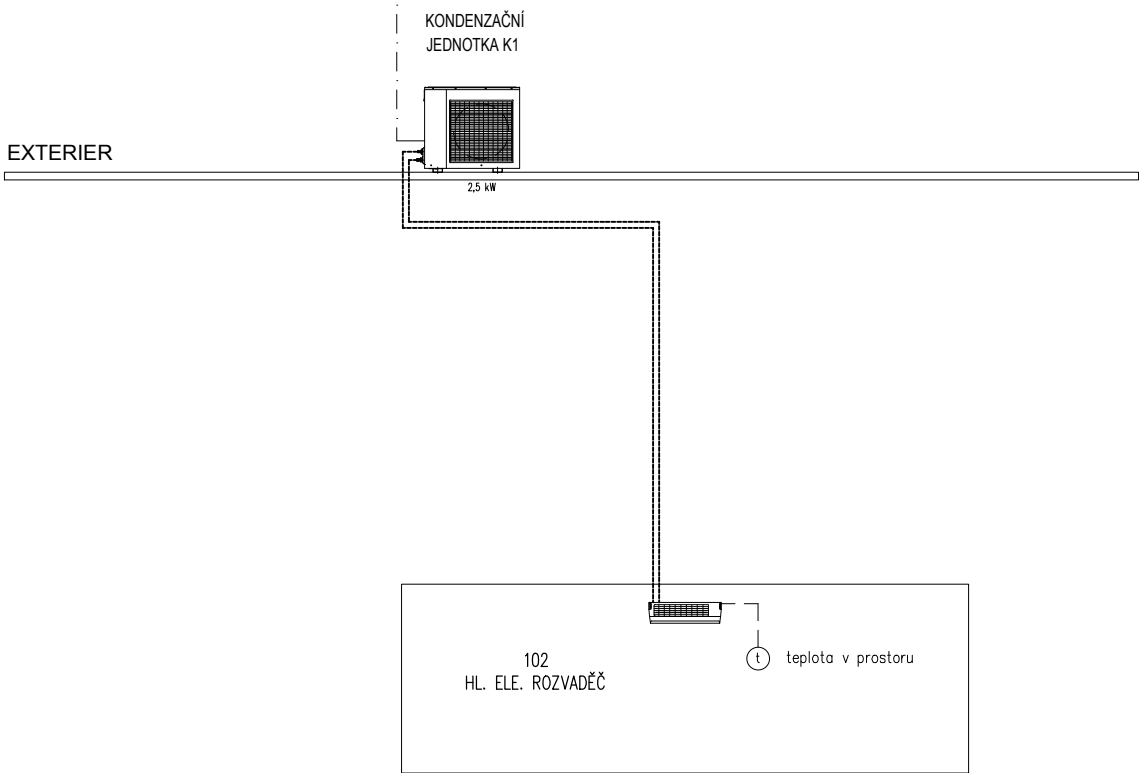 KONDENZAČNÍ
JEDNOTKA K1
EXTERIER
2,5 kW
102
HL. ELE. ROZVADĚČ
t
teplota v prostoru